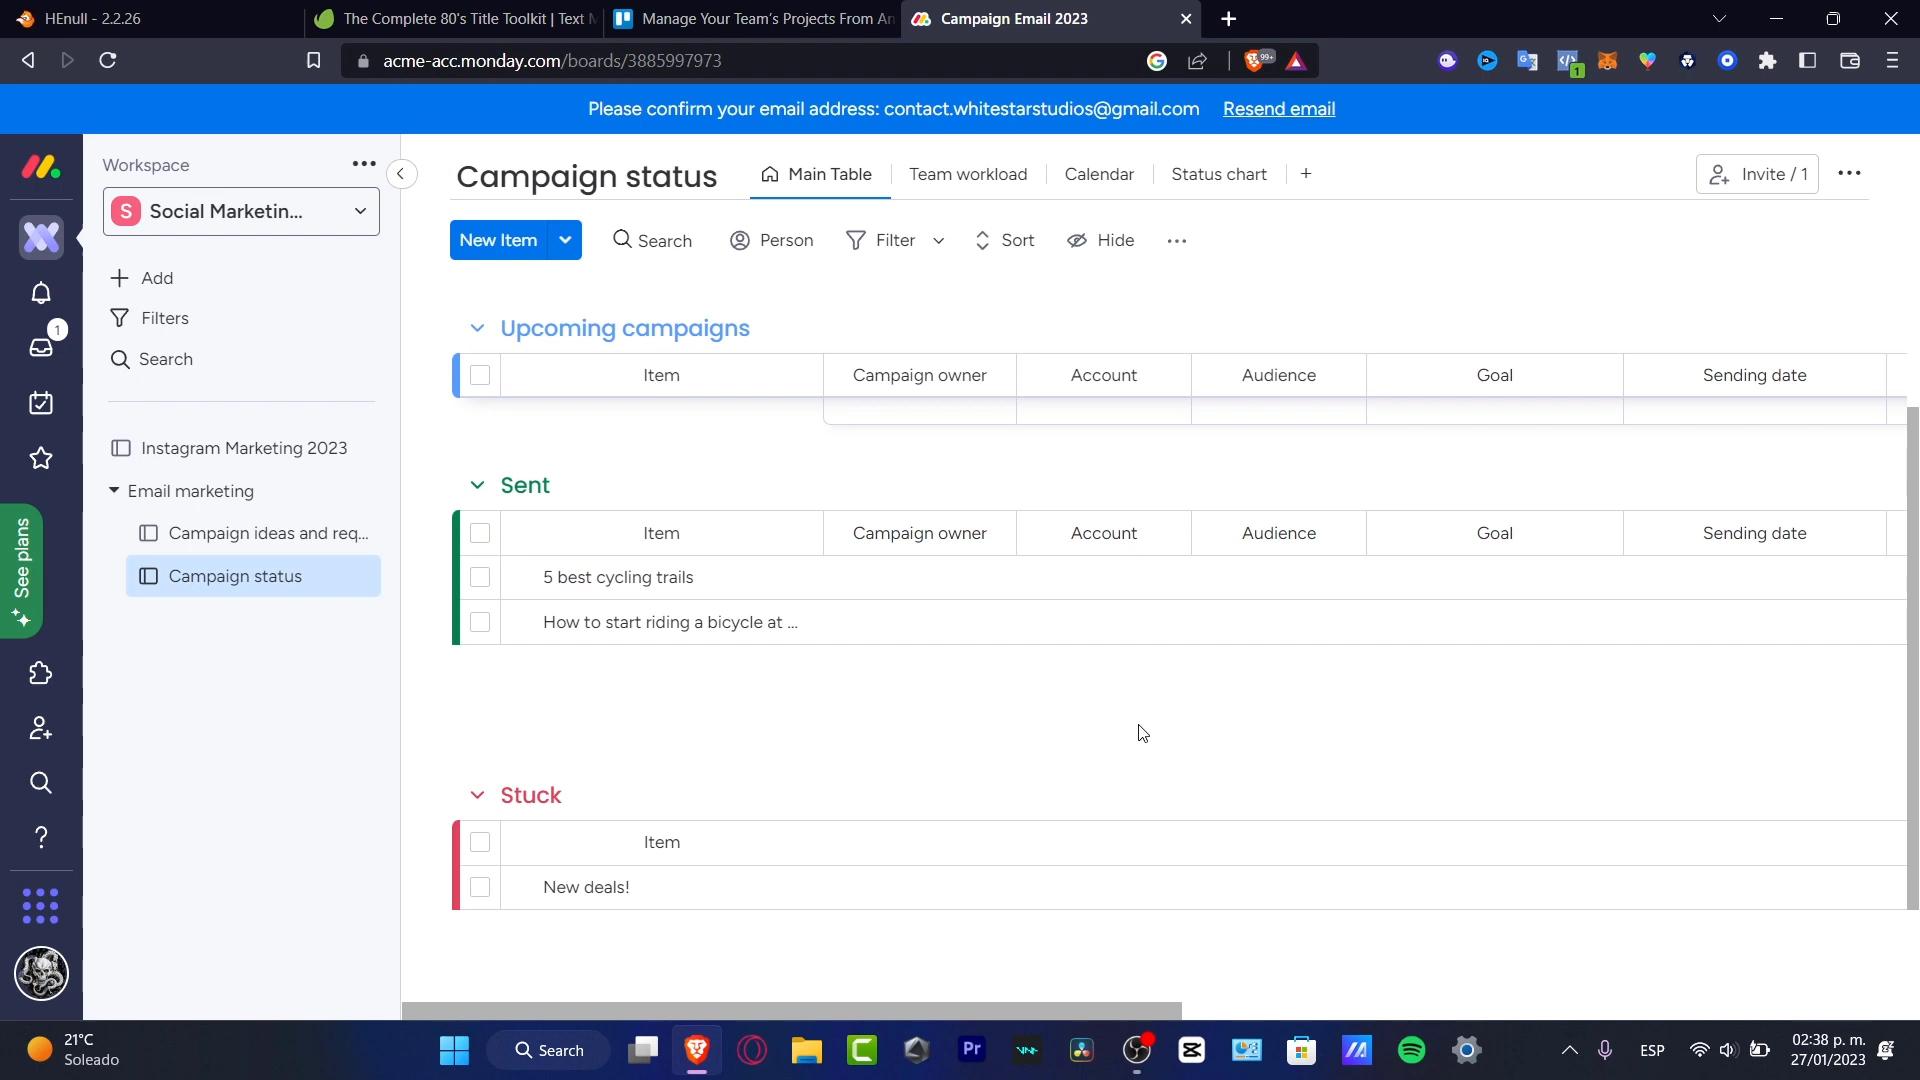 HEnull - 2.2.26
The Complete 80's Title Toolkit | Text M
Manage Your Team's Projects From An
Campaign Email 2023
acme-acc.monday.com/boards/3885997973
99+
1
Please confirm your email address: contact.whitestarstudios@gmail.com Resend email
Workspace
S Social Marketin...
Add
Filters
Search
1
Instagram Marketing 2023
Email marketing
Campaign ideas and req...
Campaign status
See plans
Campaign status
Main Table
Team workload
Calendar
Status chart
+
Invite / 1
New Item
Search
Person
Filter
Sort
Hide
Upcoming campaigns
Item Campaign owner Account Audience Goal Sending date
Sent
Item Campaign owner Account Audience Goal Sending date
5 best cycling trails
How to start riding a bicycle at ...
Stuck
Item
New deals!
21°C
Soleado
Search
Pr
ESP
02:38 p. m.
27/01/2023